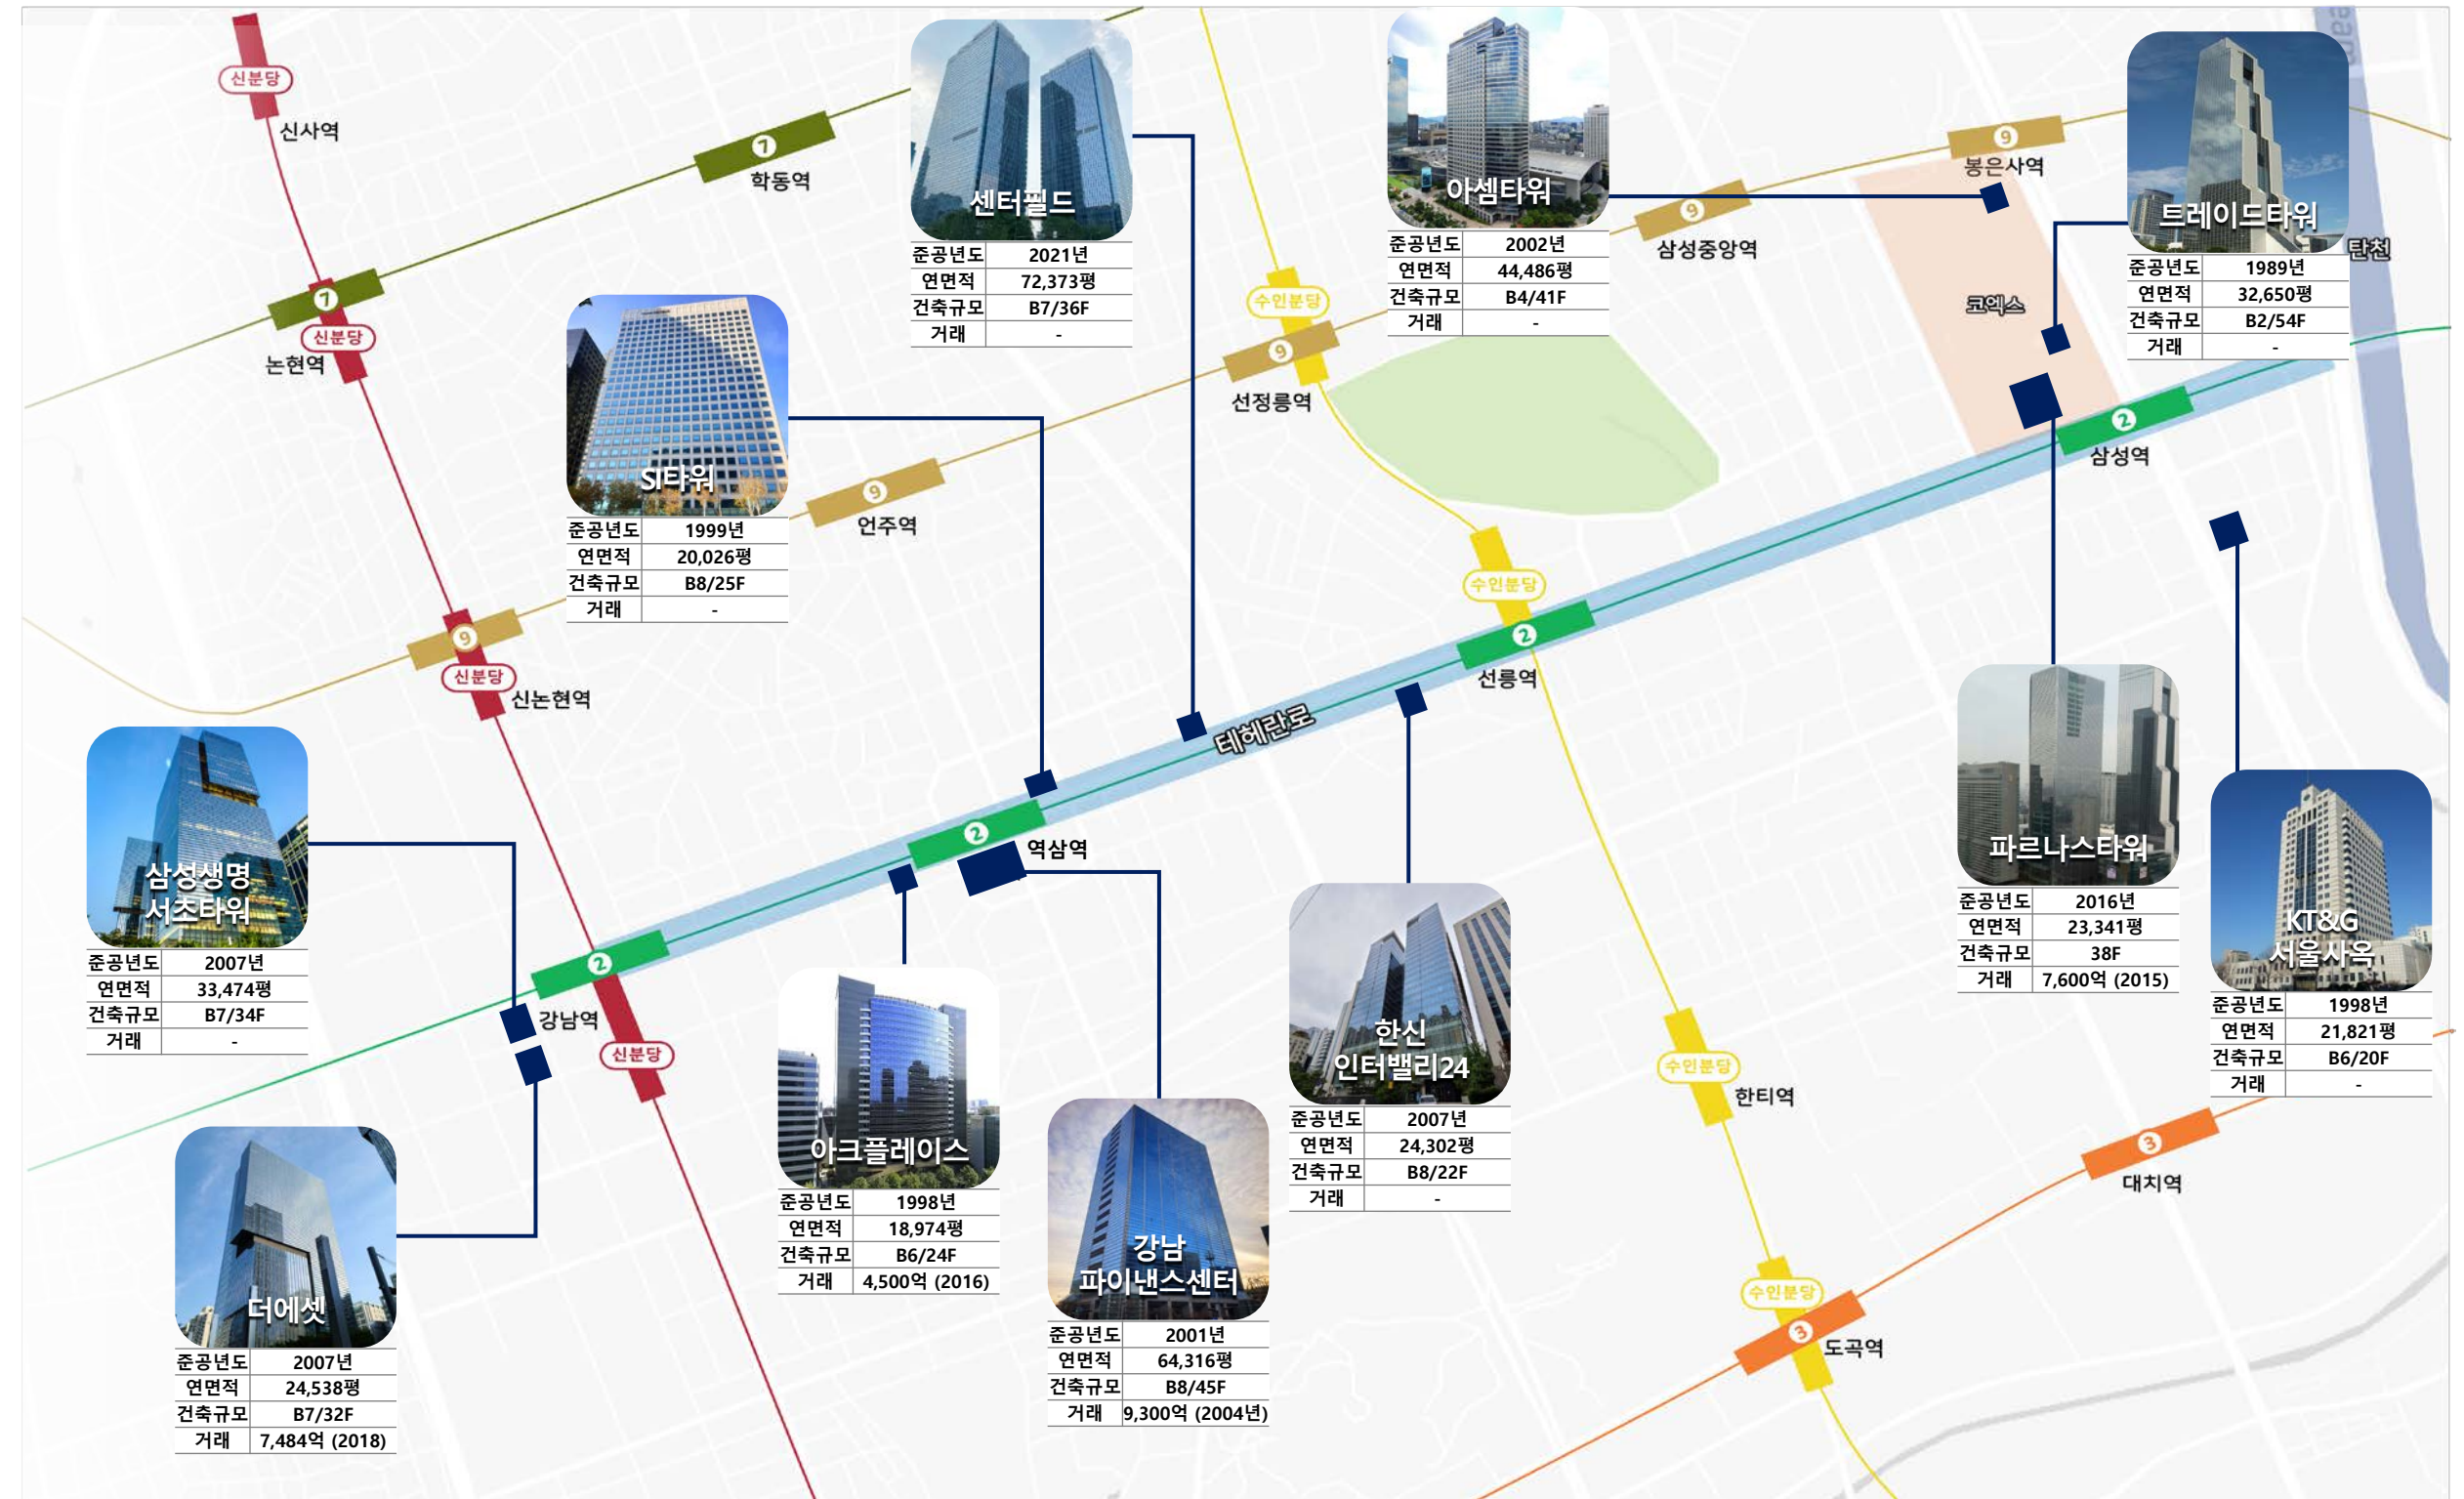 신분당
신사역
7
학동역
7
신분당
논현역
센터필드
준공년도 2021년
연면적 72,373평
건축규모 B7/36F
거래 -
아셈타워
준공년도 2002년
연면적 44,486평
건축규모 B4/41F
거래 -
9
봉은사역
9
삼성중앙역
코엑스
트레이드타워
준공년도 1989년
연면적 32,650평
건축규모 B2/54F
거래 -
탄천
수인분당
9
선정릉역
SI타워
준공년도 1999년
연면적 20,026평
건축규모 B8/25F
거래 -
9
언주역
2
삼성역
9
신분당
신논현역
수인분당
2
선릉역
테헤란로
2
역삼역
삼성생명
서초타워
준공년도 2007년
연면적 33,474평
건축규모 B7/34F
거래 -
2
강남역
신분당
더에셋
준공년도 2007년
연면적 24,538평
건축규모 B7/32F
거래 7,484억 (2018)
아크플레이스
준공년도 1998년
연면적 18,974평
건축규모 B6/24F
거래 4,500억 (2016)
강남
파이낸스센터
준공년도 2001년
연면적 64,316평
건축규모 B8/45F
거래 9,300억 (2004년)
한신
인터밸리24
준공년도 2007년
연면적 24,302평
건축규모 B8/22F
거래 -
파르나스타워
준공년도 2016년
연면적 23,341평
건축규모 38F
거래 7,600억 (2015)
KT&G
서울사옥
준공년도 1998년
연면적 21,821평
건축규모 B6/20F
거래 -
수인분당
한티역
3
대치역
수인분당
3
도곡역